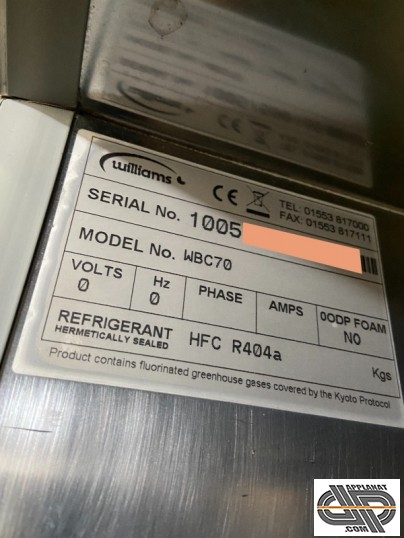 williams
CE
TEL: 01553 817000
FAX: 01553 817111
SERIAL No. 1005
MODEL No. WBC70
VOLTS
0
Hz
0
PHASE
AMPS
0ODP FOAM
NO
REFRIGERANT
HERMETICALLY SEALED
HFC R404a
Kgs
Product contains fluorinated greenhouse gases covered by the Kyoto Protocol
APPLANAT
.COM